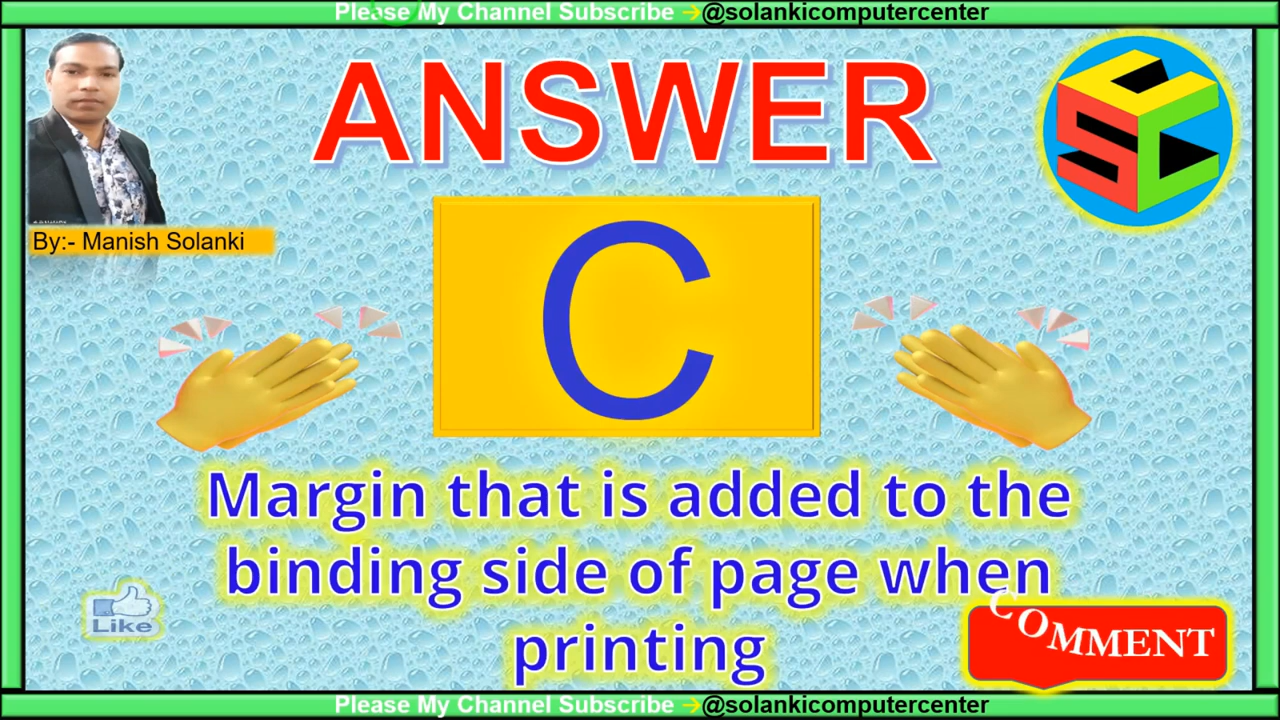 Please My Channel Subscribe →@solankicomputercenter
ANSWER
SCC
By:- Manish Solanki
C
Margin that is added to the
binding side of page when
printing
Like
COMMENT
Please My Channel Subscribe →@solankicomputercenter